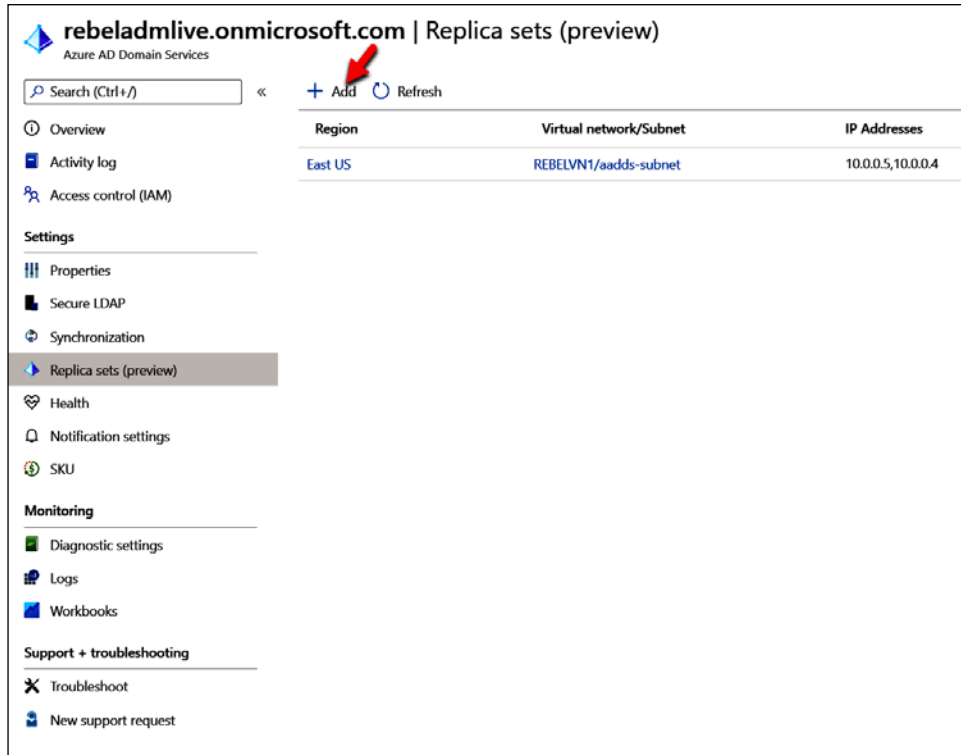 rebeladmlive.onmicrosoft.com | Replica sets (preview)
Azure AD Domain Services
Search (Ctrl+/)
«
+ Add Refresh
Region Virtual network/Subnet IP Addresses
East US REBELVN1/aadds-subnet 10.0.0.5,10.0.0.4
Overview
Activity log
Access control (IAM)
Settings
Properties
Secure LDAP
Synchronization
Replica sets (preview)
Health
Notification settings
SKU
Monitoring
Diagnostic settings
Logs
Workbooks
Support + troubleshooting
Troubleshoot
New support request